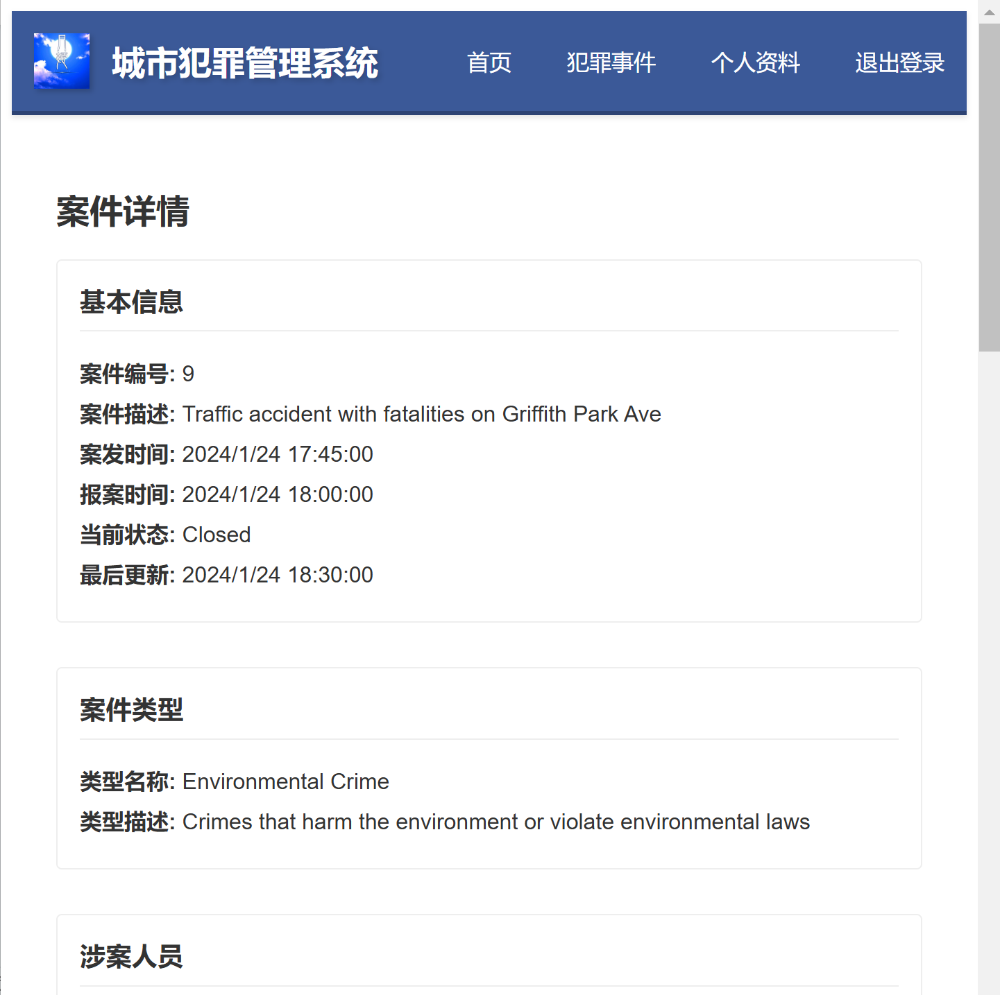 城市犯罪管理系统
首页 犯罪事件 个人资料 退出登录
案件详情
基本信息
案件编号: 9
案件描述: Traffic accident with fatalities on Griffith Park Ave
案发时间: 2024/1/24 17:45:00
报案时间: 2024/1/24 18:00:00
当前状态: Closed
最后更新: 2024/1/24 18:30:00
案件类型
类型名称: Environmental Crime
类型描述: Crimes that harm the environment or violate environmental laws
涉案人员